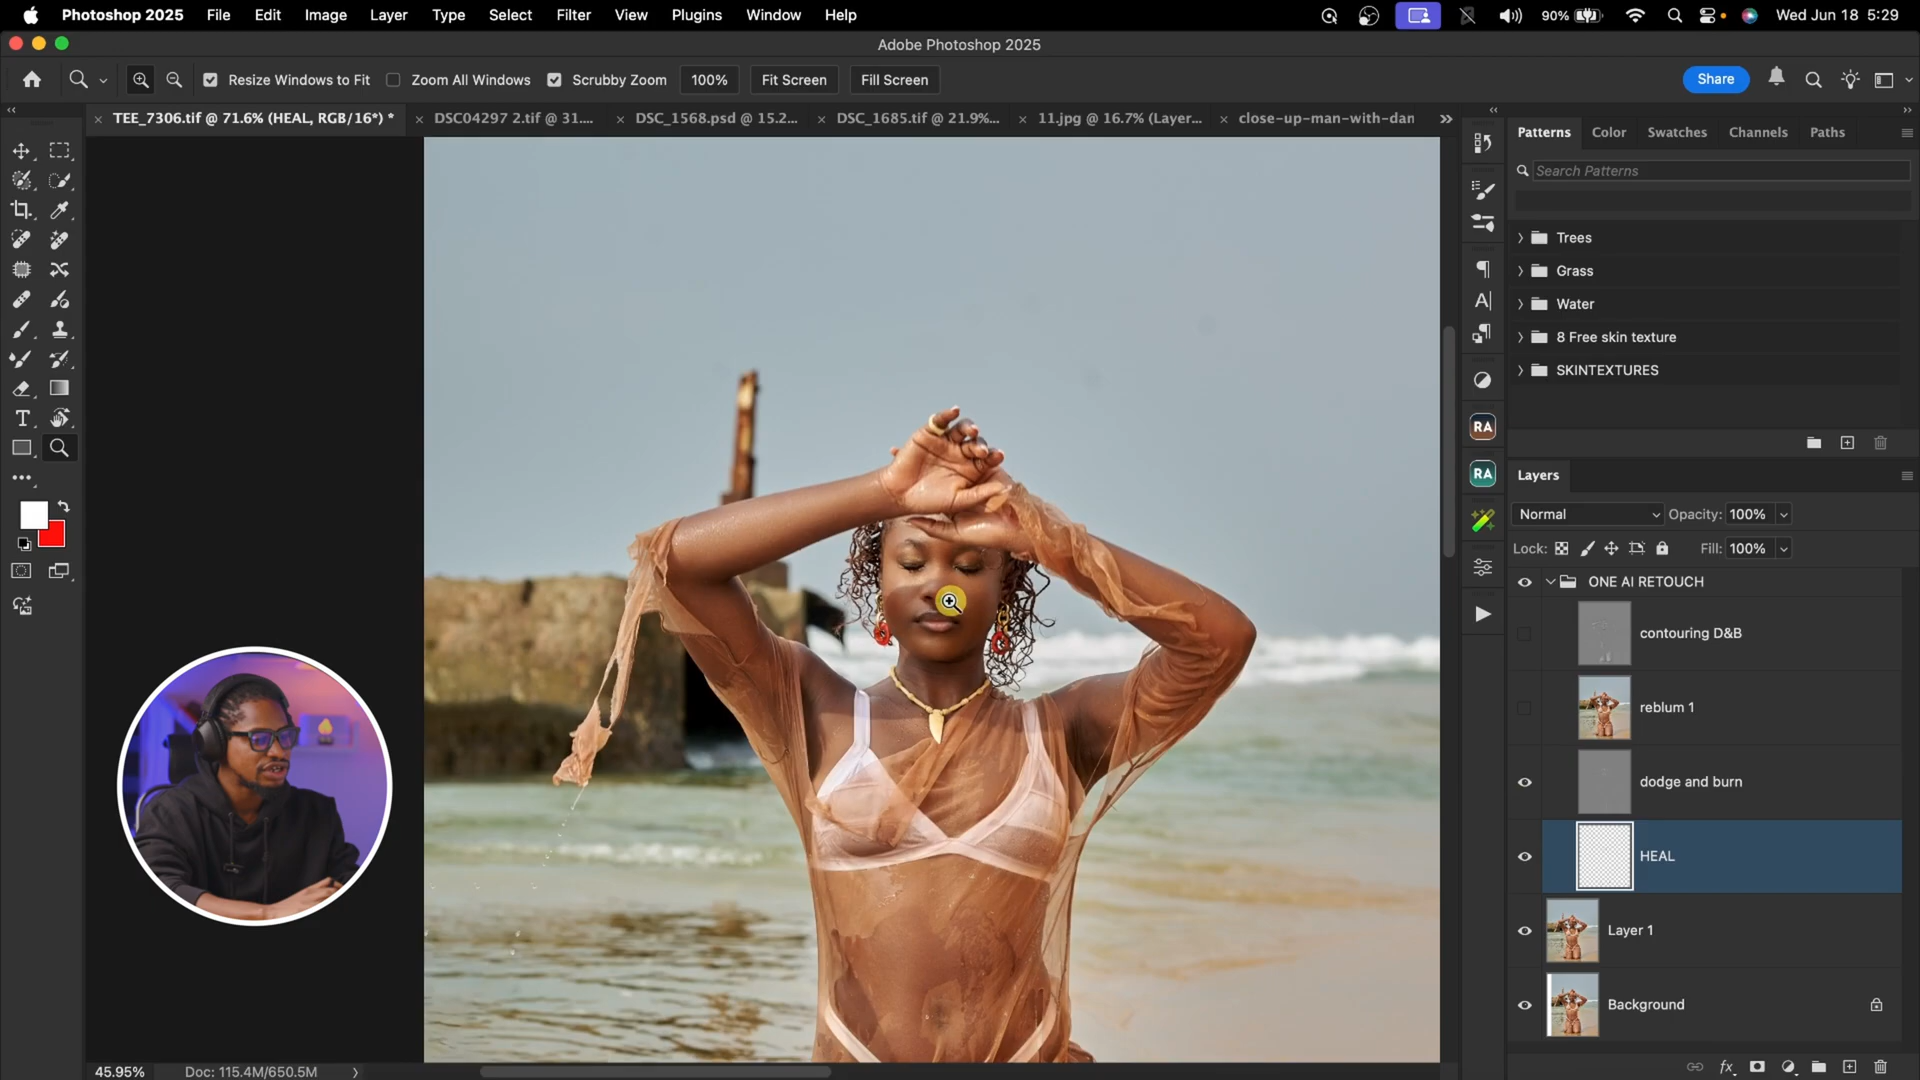 Photoshop 2025 File Edit Image Layer Type Select Filter View Plugins Window Help 90% Wed Jun 18 5:29
Adobe Photoshop 2025
Resize Windows to Fit Zoom All Windows Scrubby Zoom 100% Fit Screen Fill Screen Share
TEE_7306.tif @ 71.6% (HEAL, RGB/16*) * DSC04297 2.tif @ 31.... DSC_1568.psd @ 15.2... DSC_1685.tif @ 21.9%... 11.jpg @ 16.7% (Layer... close-up-man-with-dan
Patterns Color Swatches Channels Paths
Search Patterns
Trees
Grass
Water
8 Free skin texture
SKINTEXTURES
RA
RA
Layers
Normal Opacity: 100%
Lock: Fill: 100%
ONE AI RETOUCH
contouring D&B
reblum 1
dodge and burn
HEAL
Layer 1
Background
45.95% Doc: 115.4M/650.5M